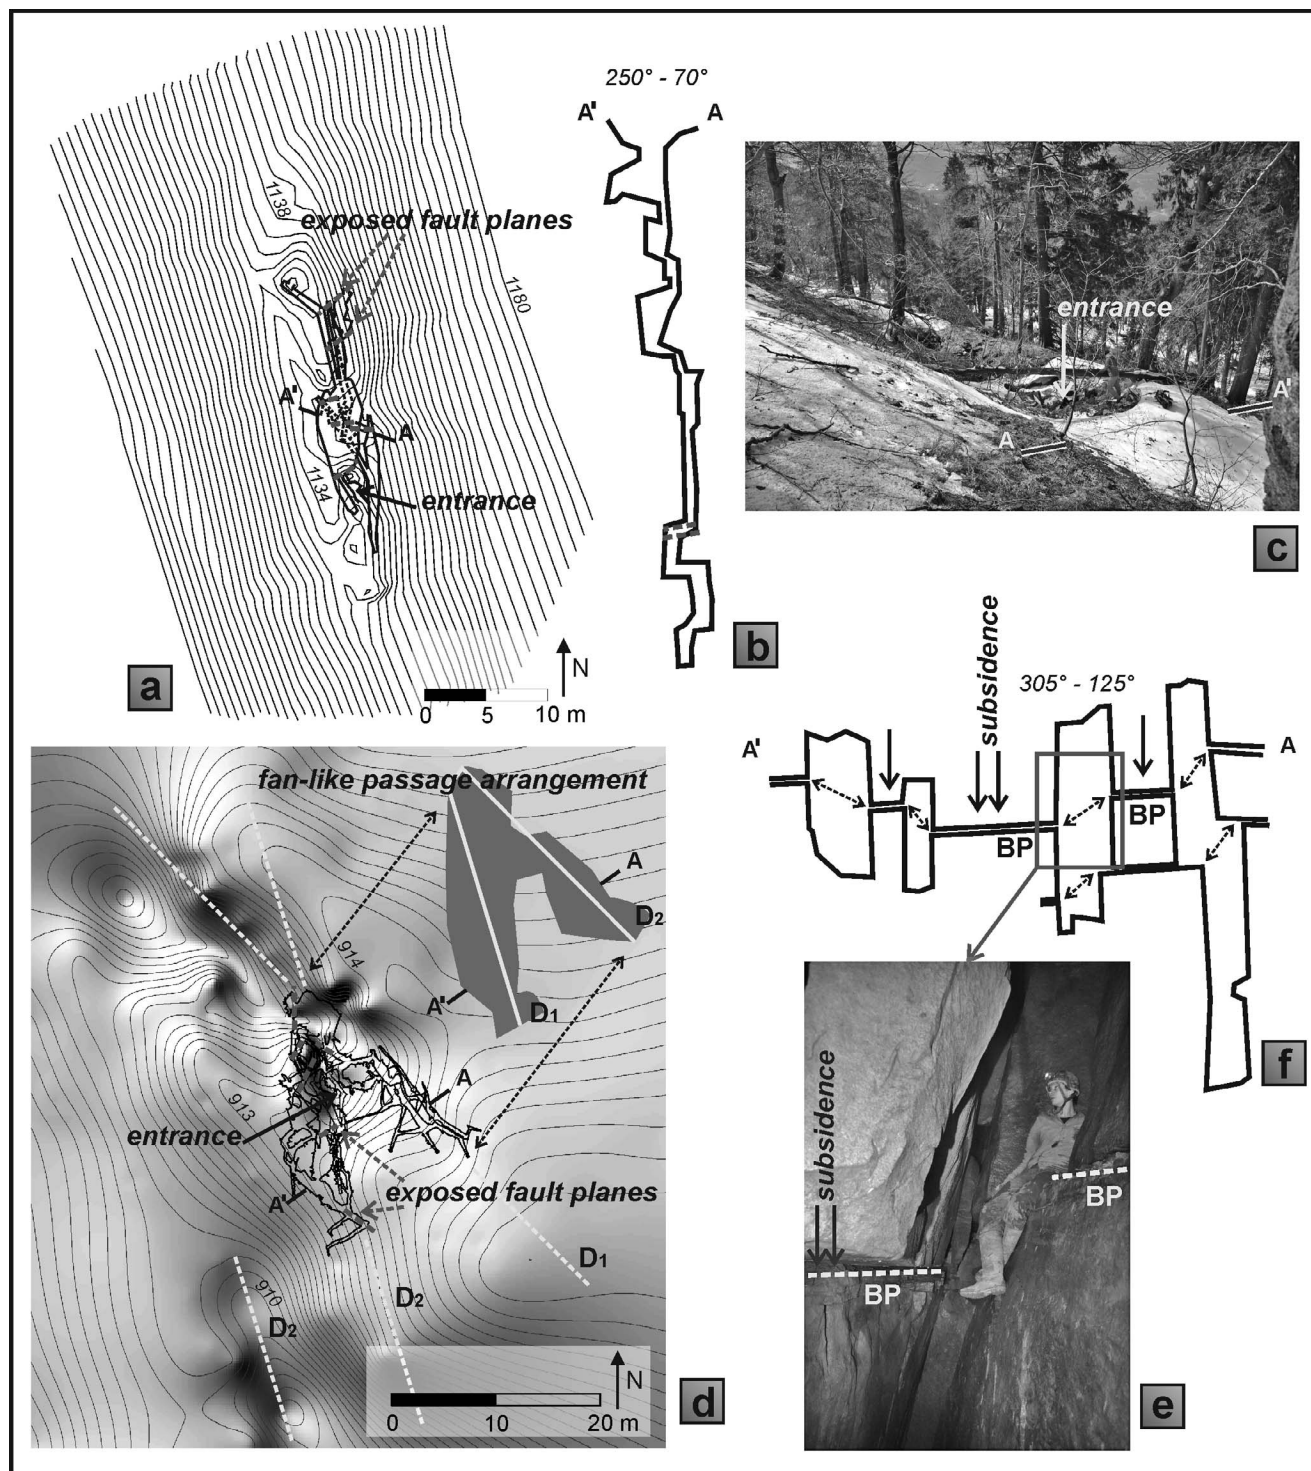 1138
exposed fault planes
1180
A'
A
1134
entrance
N
0 5 10 m
a
250° - 70°
A' A
b
entrance
A'
A
c
fan-like passage arrangement
A
D2
A'
D1
914
913
A
entrance
A'
exposed fault planes
D1
D2
910
D2
N
0 10 20 m
d
subsidence
305° - 125°
A'
A
BP
BP
f
subsidence
BP
BP
e